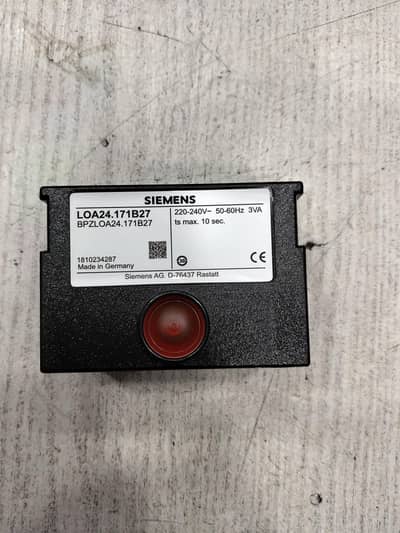 SIEMENS
LOA24.171B27
BPZLOA24.171B27
220-240V~ 50-60Hz 3VA
ts max. 10 sec.
1810234287
Made in Germany
CE
Siemens AG. D-76437 Rastatt